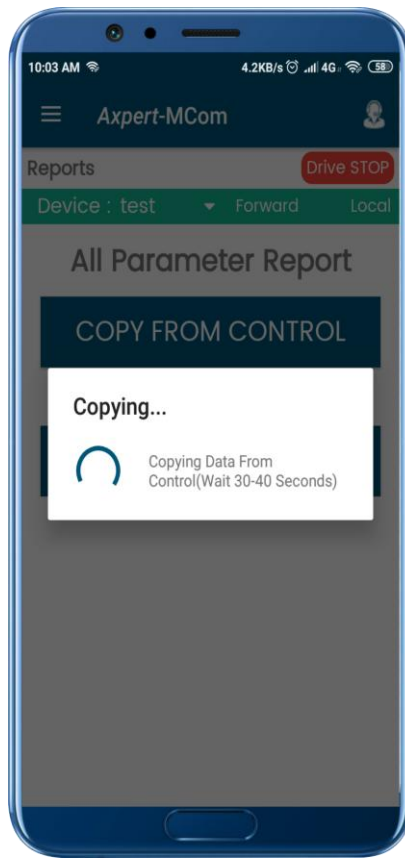 10:03 AM 4.2KB/s 4G 58
Axpert-MCom
Reports Drive STOP
Device : test Forward Local
All Parameter Report
COPY FROM CONTROL
Copying...
Copying Data From
Control(Wait 30-40 Seconds)